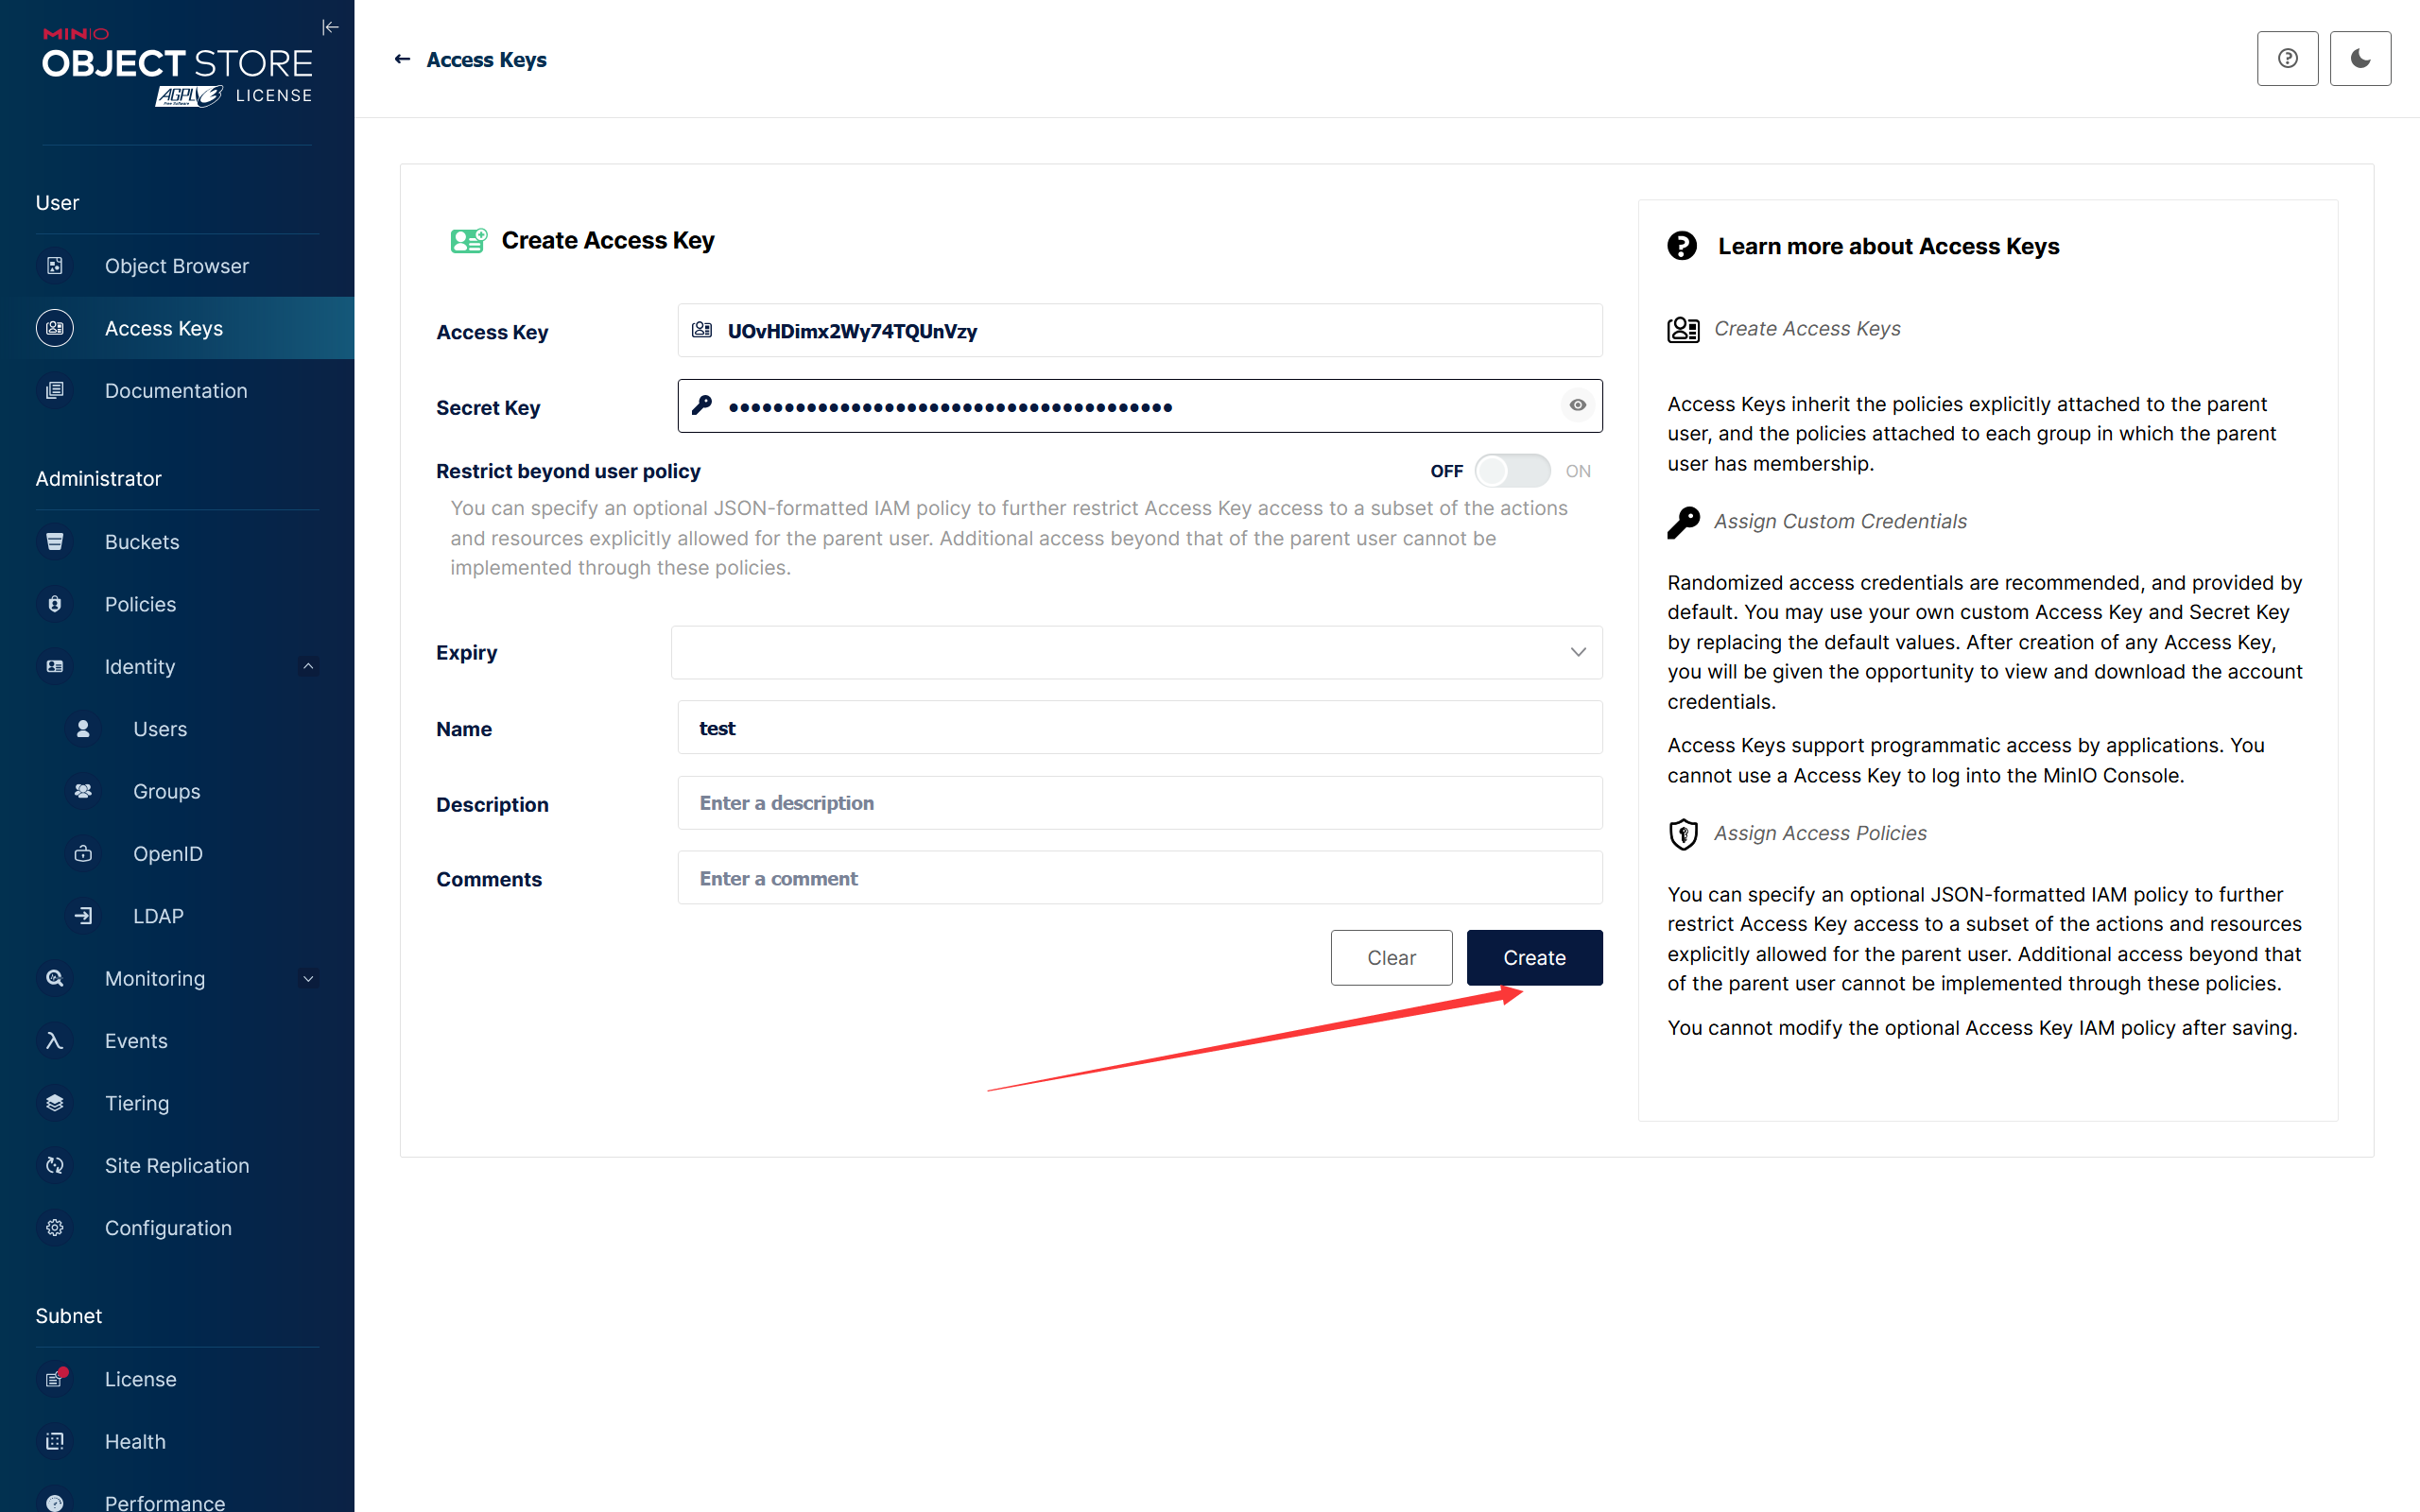 MINIO
OBJECT STORE
AGPL v3 LICENSE
Free Software
User
Object Browser
Access Keys
Documentation
Administrator
Buckets
Policies
Identity
Users
Groups
OpenID
LDAP
Monitoring
Events
Tiering
Site Replication
Configuration
Subnet
License
Health
Performance
Access Keys
Create Access Key
Access Key
UOvHDimx2Wy74TQUnVzy
Secret Key
••••••••••••••••••••••••••••••••••••••••
Restrict beyond user policy OFF ON
You can specify an optional JSON-formatted IAM policy to further restrict Access Key access to a subset of the actions
and resources explicitly allowed for the parent user. Additional access beyond that of the parent user cannot be
implemented through these policies.
Expiry
Name
test
Description
Enter a description
Comments
Enter a comment
Clear Create
Learn more about Access Keys
Create Access Keys
Access Keys inherit the policies explicitly attached to the parent
user, and the policies attached to each group in which the parent
user has membership.
Assign Custom Credentials
Randomized access credentials are recommended, and provided by
default. You may use your own custom Access Key and Secret Key
by replacing the default values. After creation of any Access Key,
you will be given the opportunity to view and download the account
credentials.
Access Keys support programmatic access by applications. You
cannot use a Access Key to log into the MinIO Console.
Assign Access Policies
You can specify an optional JSON-formatted IAM policy to further
restrict Access Key access to a subset of the actions and resources
explicitly allowed for the parent user. Additional access beyond that
of the parent user cannot be implemented through these policies.
You cannot modify the optional Access Key IAM policy after saving.